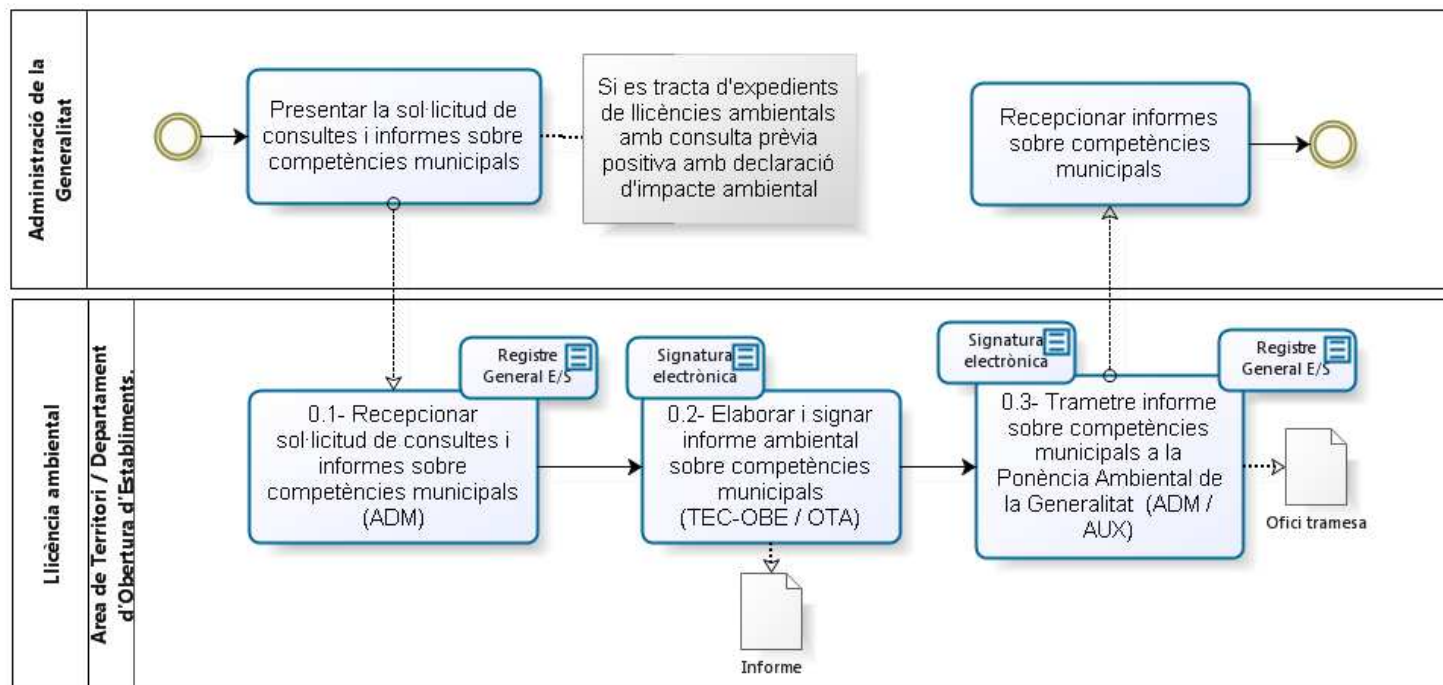 Administració de la
Generalitat
Presentar la sol·licitud de
consultes i informes sobre
competències municipals
Si es tracta d'expedients
de llicències ambientals
amb consulta prèvia
positiva amb declaració
d'impacte ambiental
Recepcionar informes
sobre competències
municipals
Llicència ambiental
Area de Territori / Departament
d'Obertura d'Establiments.
Registre
General E/S
0.1- Recepcionar
sol·licitud de consultes i
informes sobre
competències municipals
(ADM)
Signatura
electrònica
0.2- Elaborar i signar
informe ambiental
sobre competències
municipals
(TEC-OBE / OTA)
Informe
Signatura
electrònica
Registre
General E/S
0.3- Trametre informe
sobre competències
municipals a la
Ponència Ambiental de
la Generalitat (ADM /
AUX)
Ofici tramesa